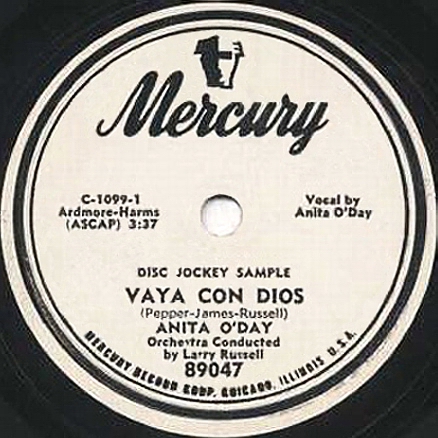 Mercury
C-1099-1
Ardmore-Harms
(ASCAP) 3:37
Vocal by
Anita O'Day
DISC JOCKEY SAMPLE
VAYA CON DIOS
(Pepper-James-Russell)
ANITA O'DAY
Orchestra Conducted
by Larry Russell
89047
MERCURY RECORD CORP. CHICAGO, ILLINOIS U.S.A.